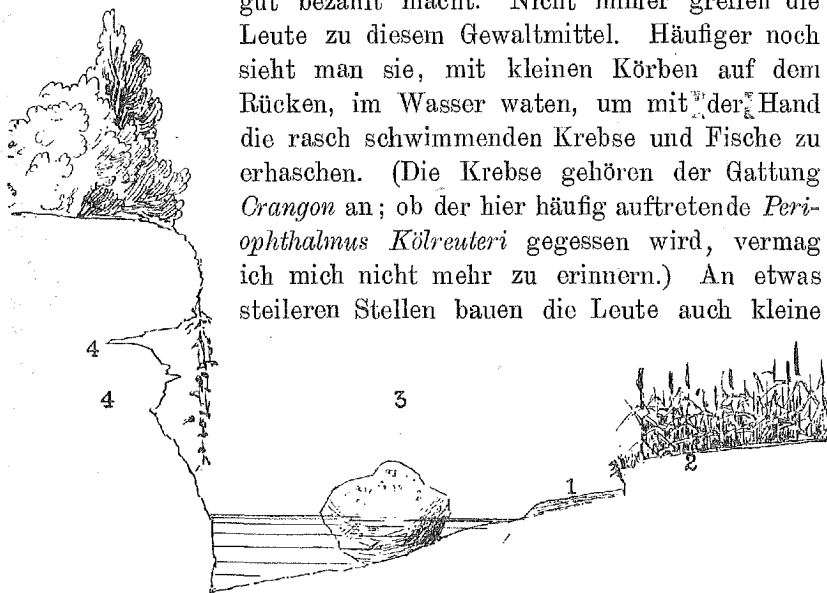 gut bezahlt macht. Nicht immer greifen die
Leute zu diesem Gewaltmittel. Häufiger noch
sieht man sie, mit kleinen Körben auf dem
Rücken, im Wasser waten, um mit der Hand
die rasch schwimmenden Krebse und Fische zu
erhaschen. (Die Krebse gehören der Gattung
Crangon an; ob der hier häufig auftretende Peri-
ophthalmus Kölreuteri gegessen wird, vermag
ich mich nicht mehr zu erinnern.) An etwas
steileren Stellen bauen die Leute auch kleine
4
4
3
2
1